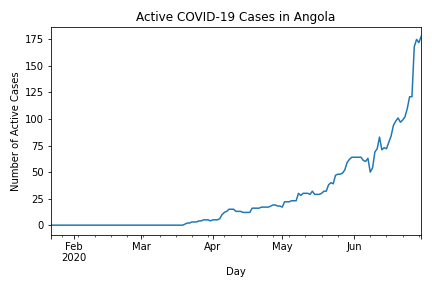 Active COVID-19 Cases in Angola
Number of Active Cases
175
150
125
100
75
50
25
0
Feb
2020
Mar
Apr
May
Jun
Day